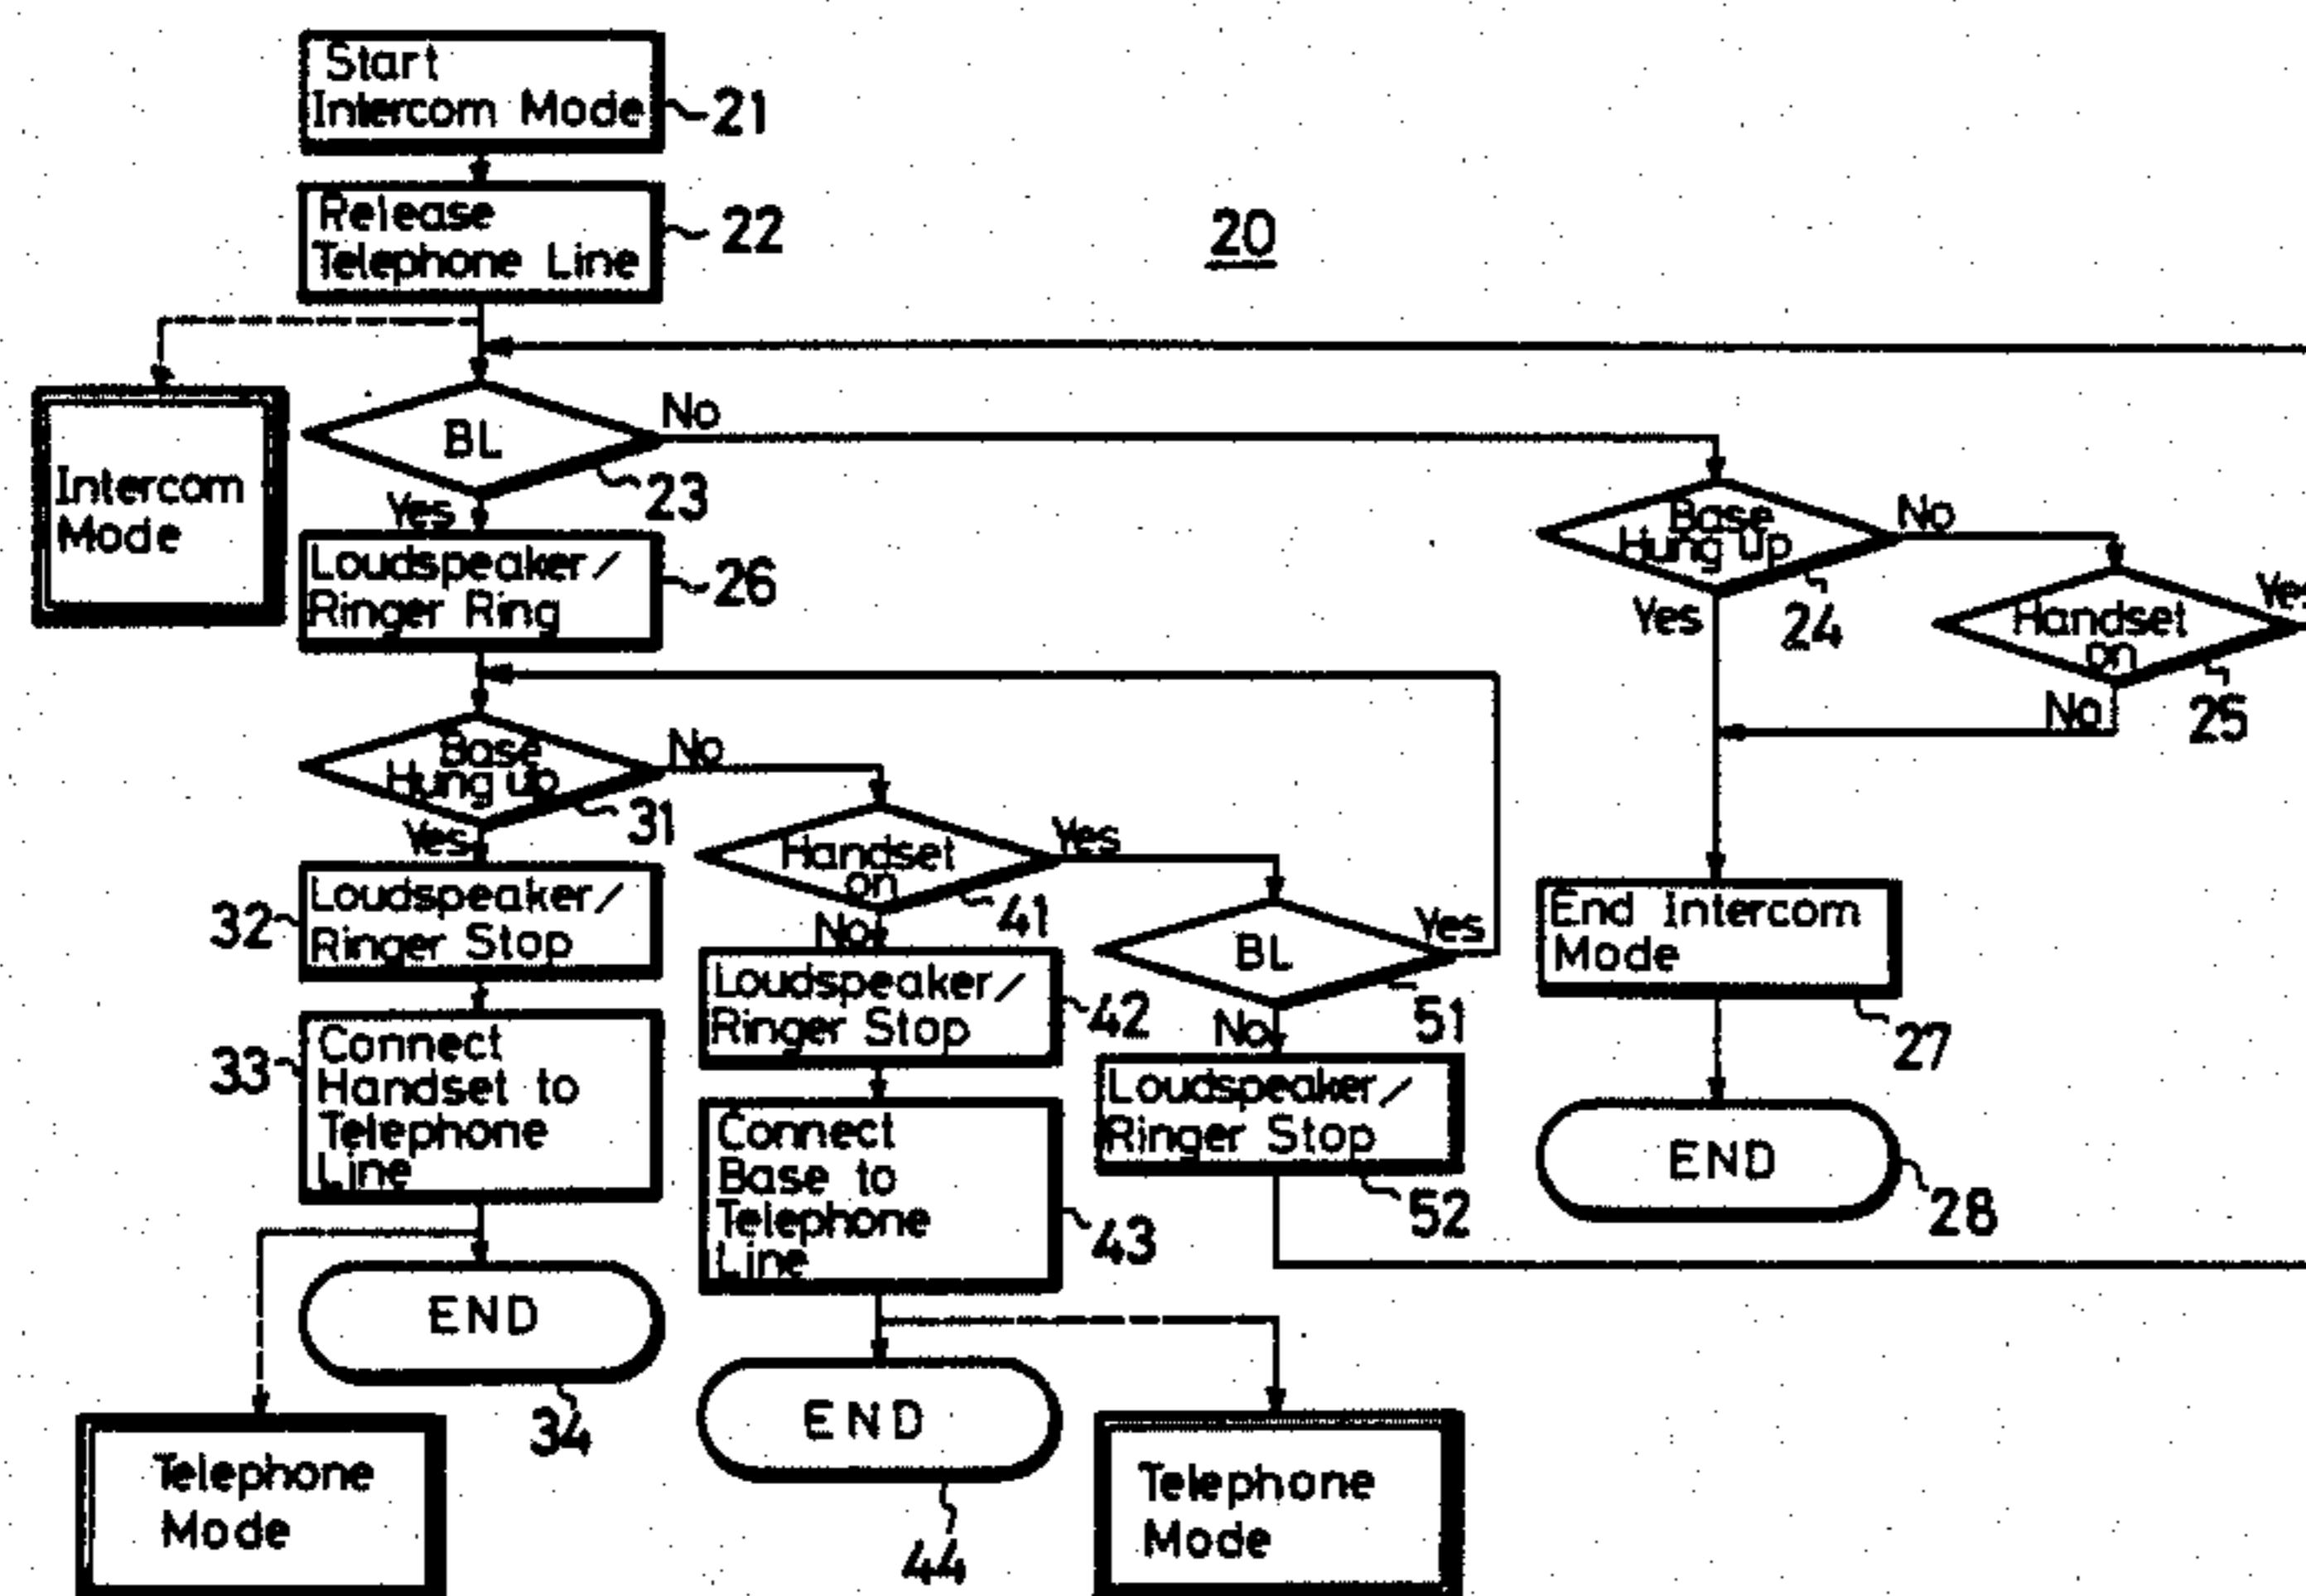 Start
Intercom Mode
21
Release
Telephone Line
22
20
Intercom
Mode
BL
No
23
Yes
Loudspeaker/
Ringer Ring
26
Base
Hung up
No
24
Yes
Handset
on
Yes
25
No
Base
Hung up
No
31
Yes
Handset
on
Yes
41
No
BL
Yes
51
No
32
Loudspeaker/
Ringer Stop
33
Connect
Handset to
Telephone
Line
Loudspeaker/
Ringer Stop
42
Connect
Base to
Telephone
Line
43
Loudspeaker/
Ringer Stop
52
End Intercom
Mode
27
END
28
END
34
END
44
Telephone
Mode
Telephone
Mode